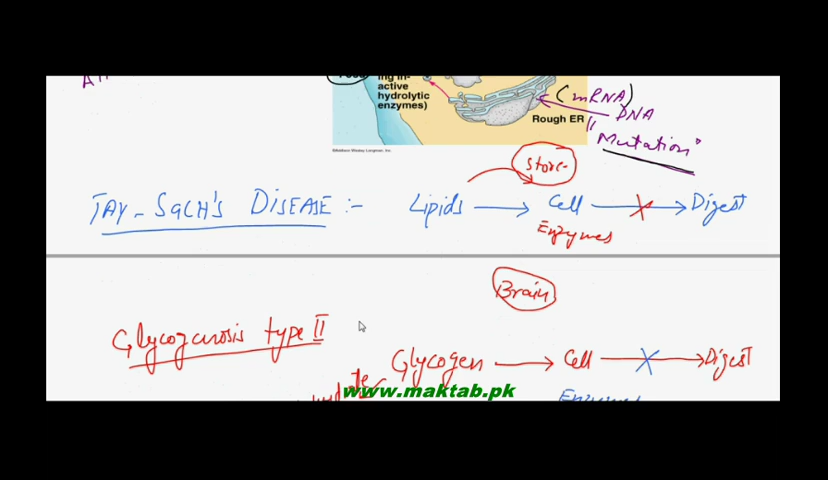 ing in-
active
hydrolytic
enzymes)
(mRNA)
DNA
Rough ER
"Mutation"
Store
TAY-SaCH'S DISEASE :- Lipids Cell Digest
Enzymes
Brain
Glycogenosis type II
Glycogen Cell Digest
www.maktab.pk
Enzymes